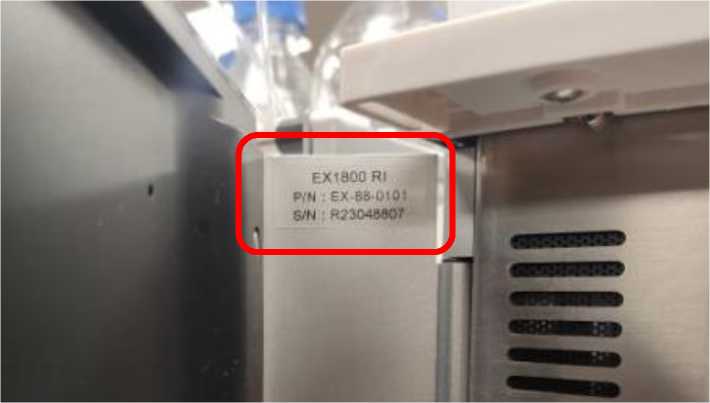 EX1800 RI
P/N : EX-88-0101
S/N : R23048807